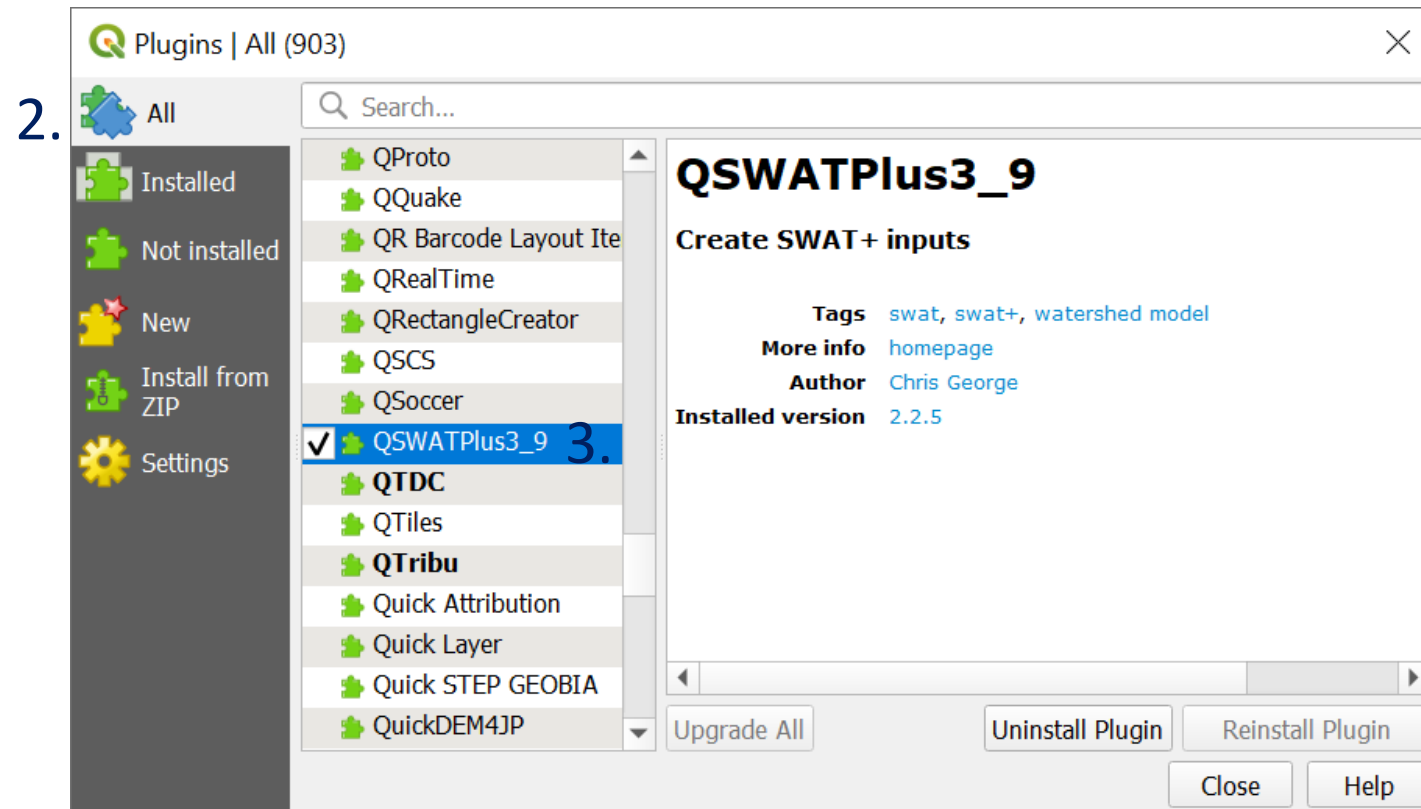 Plugins | All (903)
2.
All
Search...
Installed
Not installed
New
Install from
ZIP
Settings
QProto
QQuake
QR Barcode Layout Ite
QRealTime
QRectangleCreator
QSCS
QSoccer
QSWATPlus3_9
3.
QTDC
QTiles
QTribu
Quick Attribution
Quick Layer
Quick STEP GEOBIA
QuickDEM4JP
QSWATPlus3_9
Create SWAT+ inputs
Tags swat, swat+, watershed model
More info homepage
Author Chris George
Installed version 2.2.5
Upgrade All
Uninstall Plugin
Reinstall Plugin
Close
Help